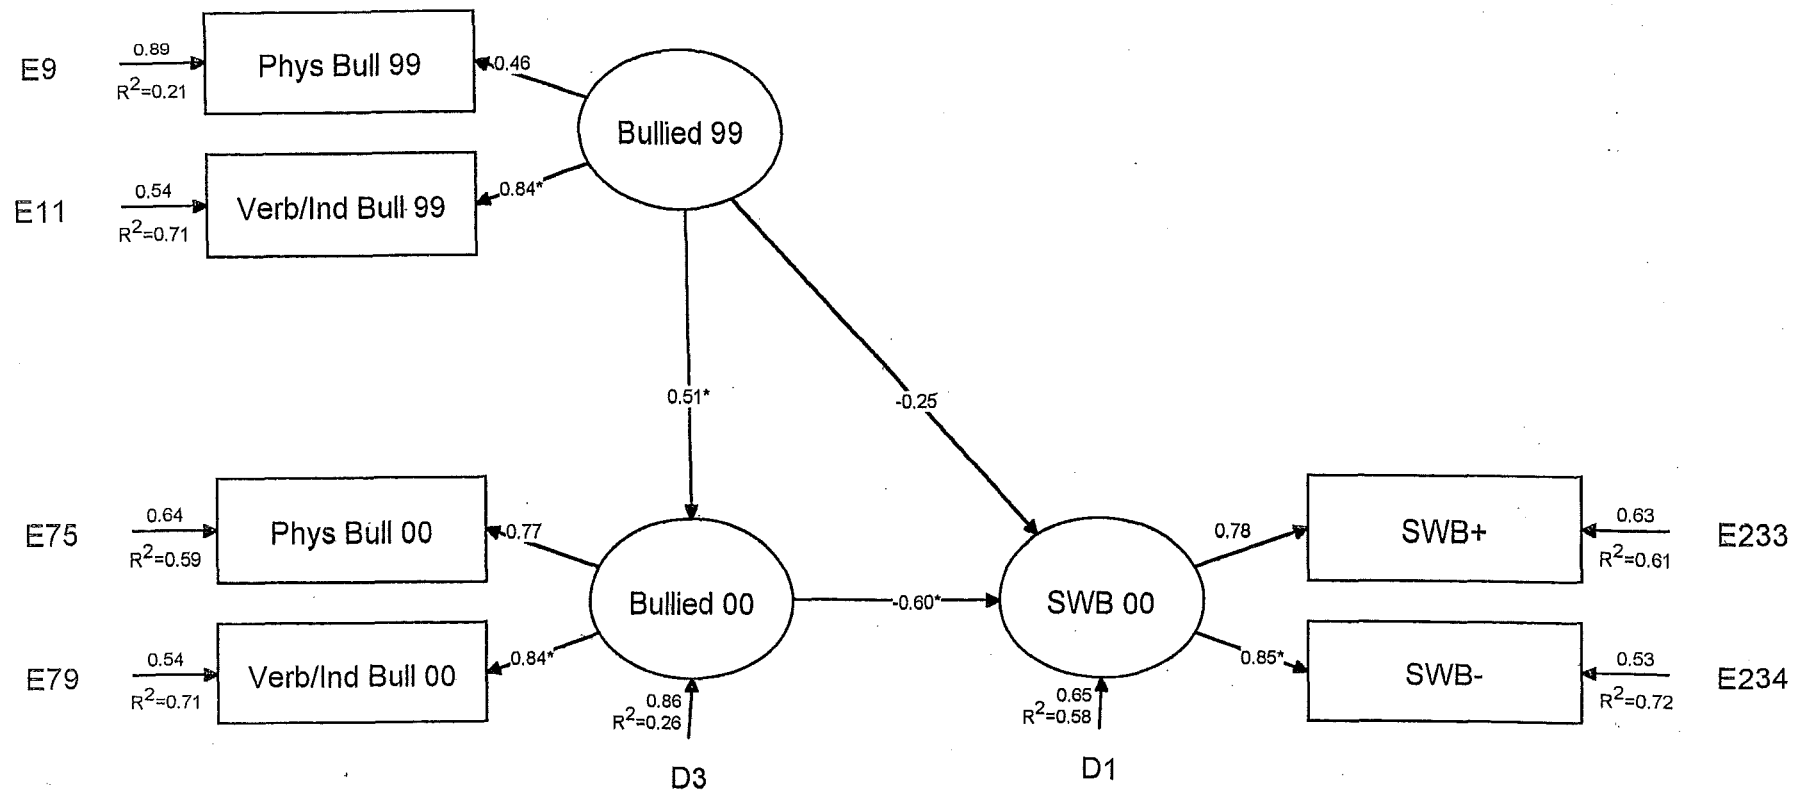 0.89
E9
R2=0.21
Phys Bull 99
0.46
Bullied 99
0.54
E11
R2=0.71
Verb/Ind Bull 99
0.84*
0.51*
-0.25
0.64
E75
R2=0.59
Phys Bull 00
0.77
Bullied 00
-0.60*
SWB 00
0.78
SWB+
0.63
R2=0.61
E233
0.54
E79
R2=0.71
Verb/Ind Bull 00
0.84*
0.86
R2=0.26
D3
0.65
R2=0.58
D1
0.85*
SWB-
0.53
R2=0.72
E234